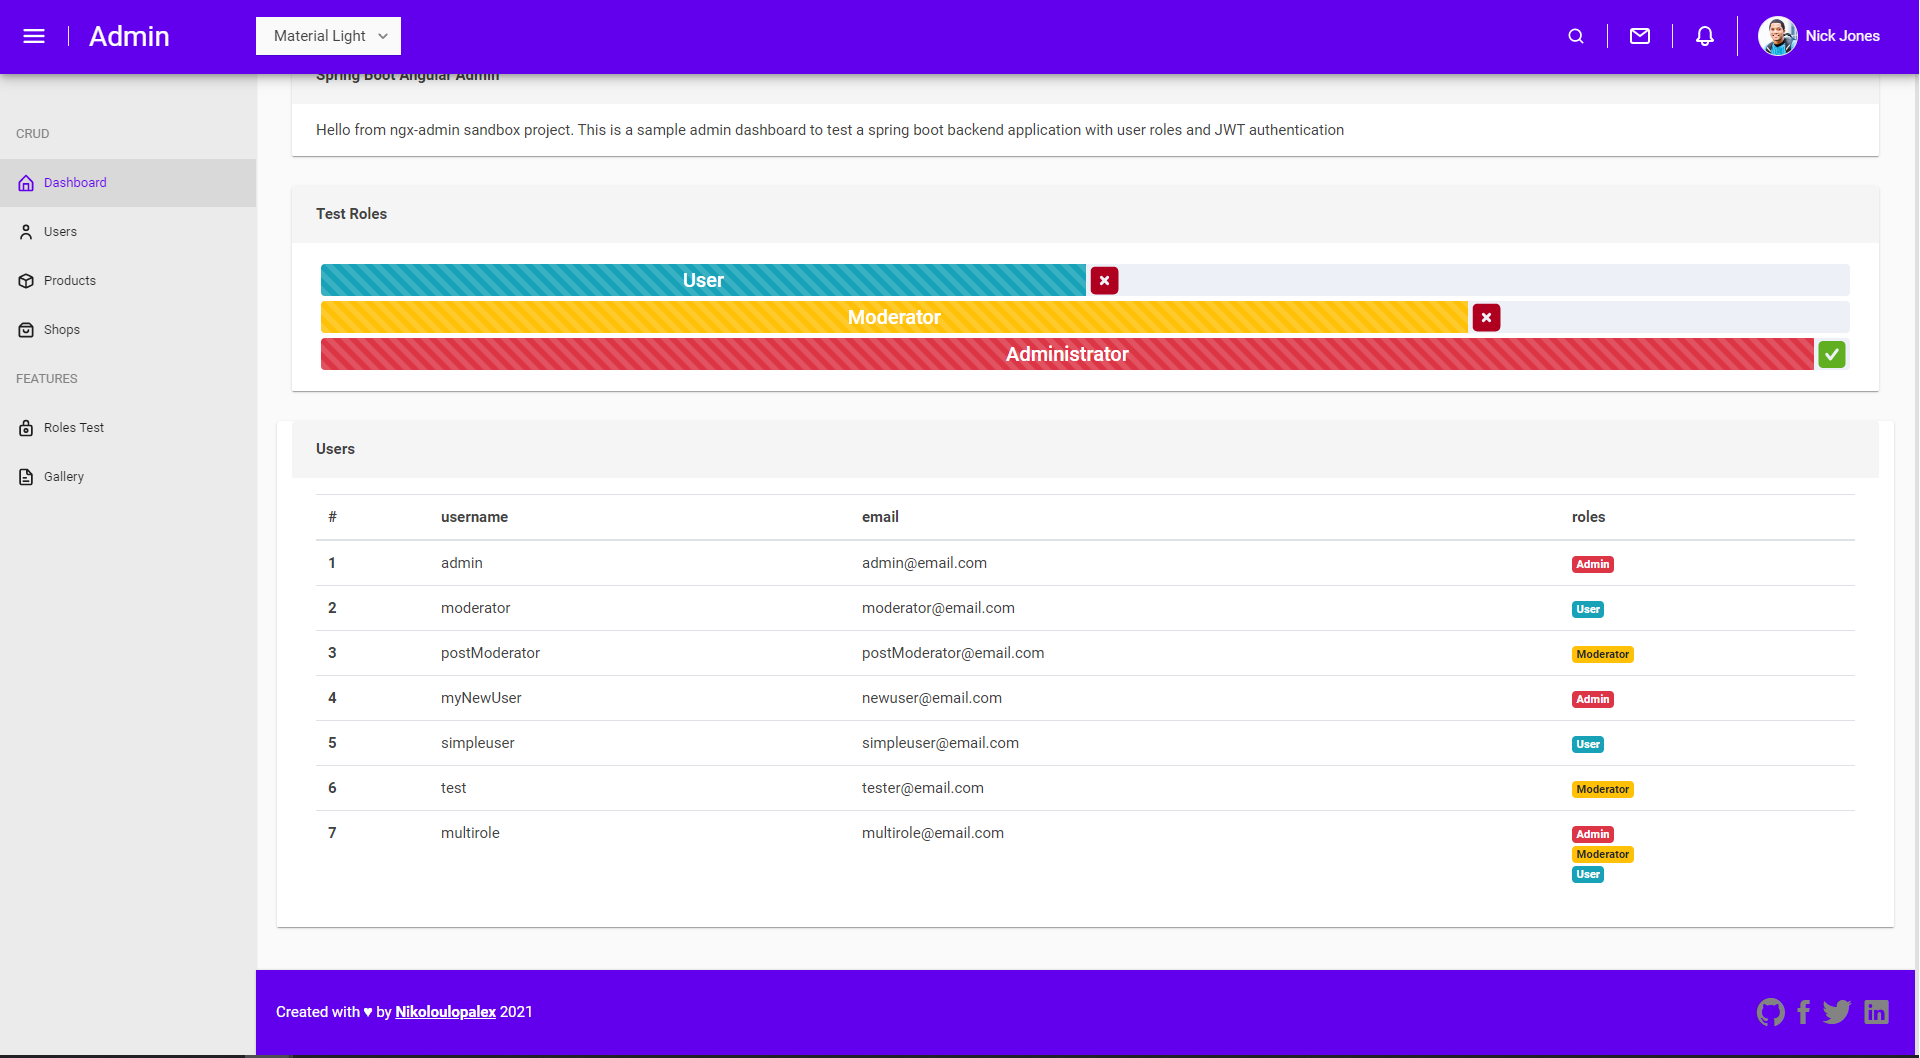 Admin
Material Light
Nick Jones
Spring Boot Angular Admin
Hello from ngx-admin sandbox project. This is a sample admin dashboard to test a spring boot backend application with user roles and JWT authentication
CRUD
Dashboard
Users
Products
Shops
FEATURES
Roles Test
Gallery
Test Roles
User
Moderator
Administrator
Users
# username email roles
1 admin admin@email.com Admin
2 moderator moderator@email.com User
3 postModerator postModerator@email.com Moderator
4 myNewUser newuser@email.com Admin
5 simpleuser simpleuser@email.com User
6 test tester@email.com Moderator
7 multirole multirole@email.com Admin
Moderator
User
Created with ♥ by Nikoloulopalex 2021